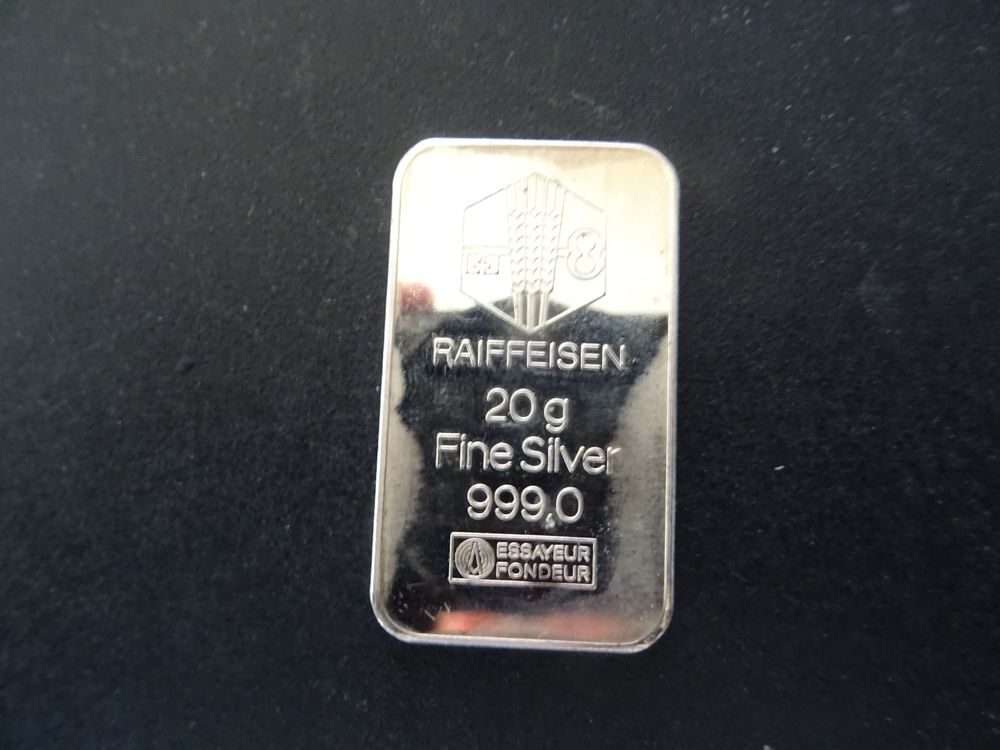 RAIFFEISEN
20 g
Fine Silver
999,0
ESSAYEUR
FONDEUR